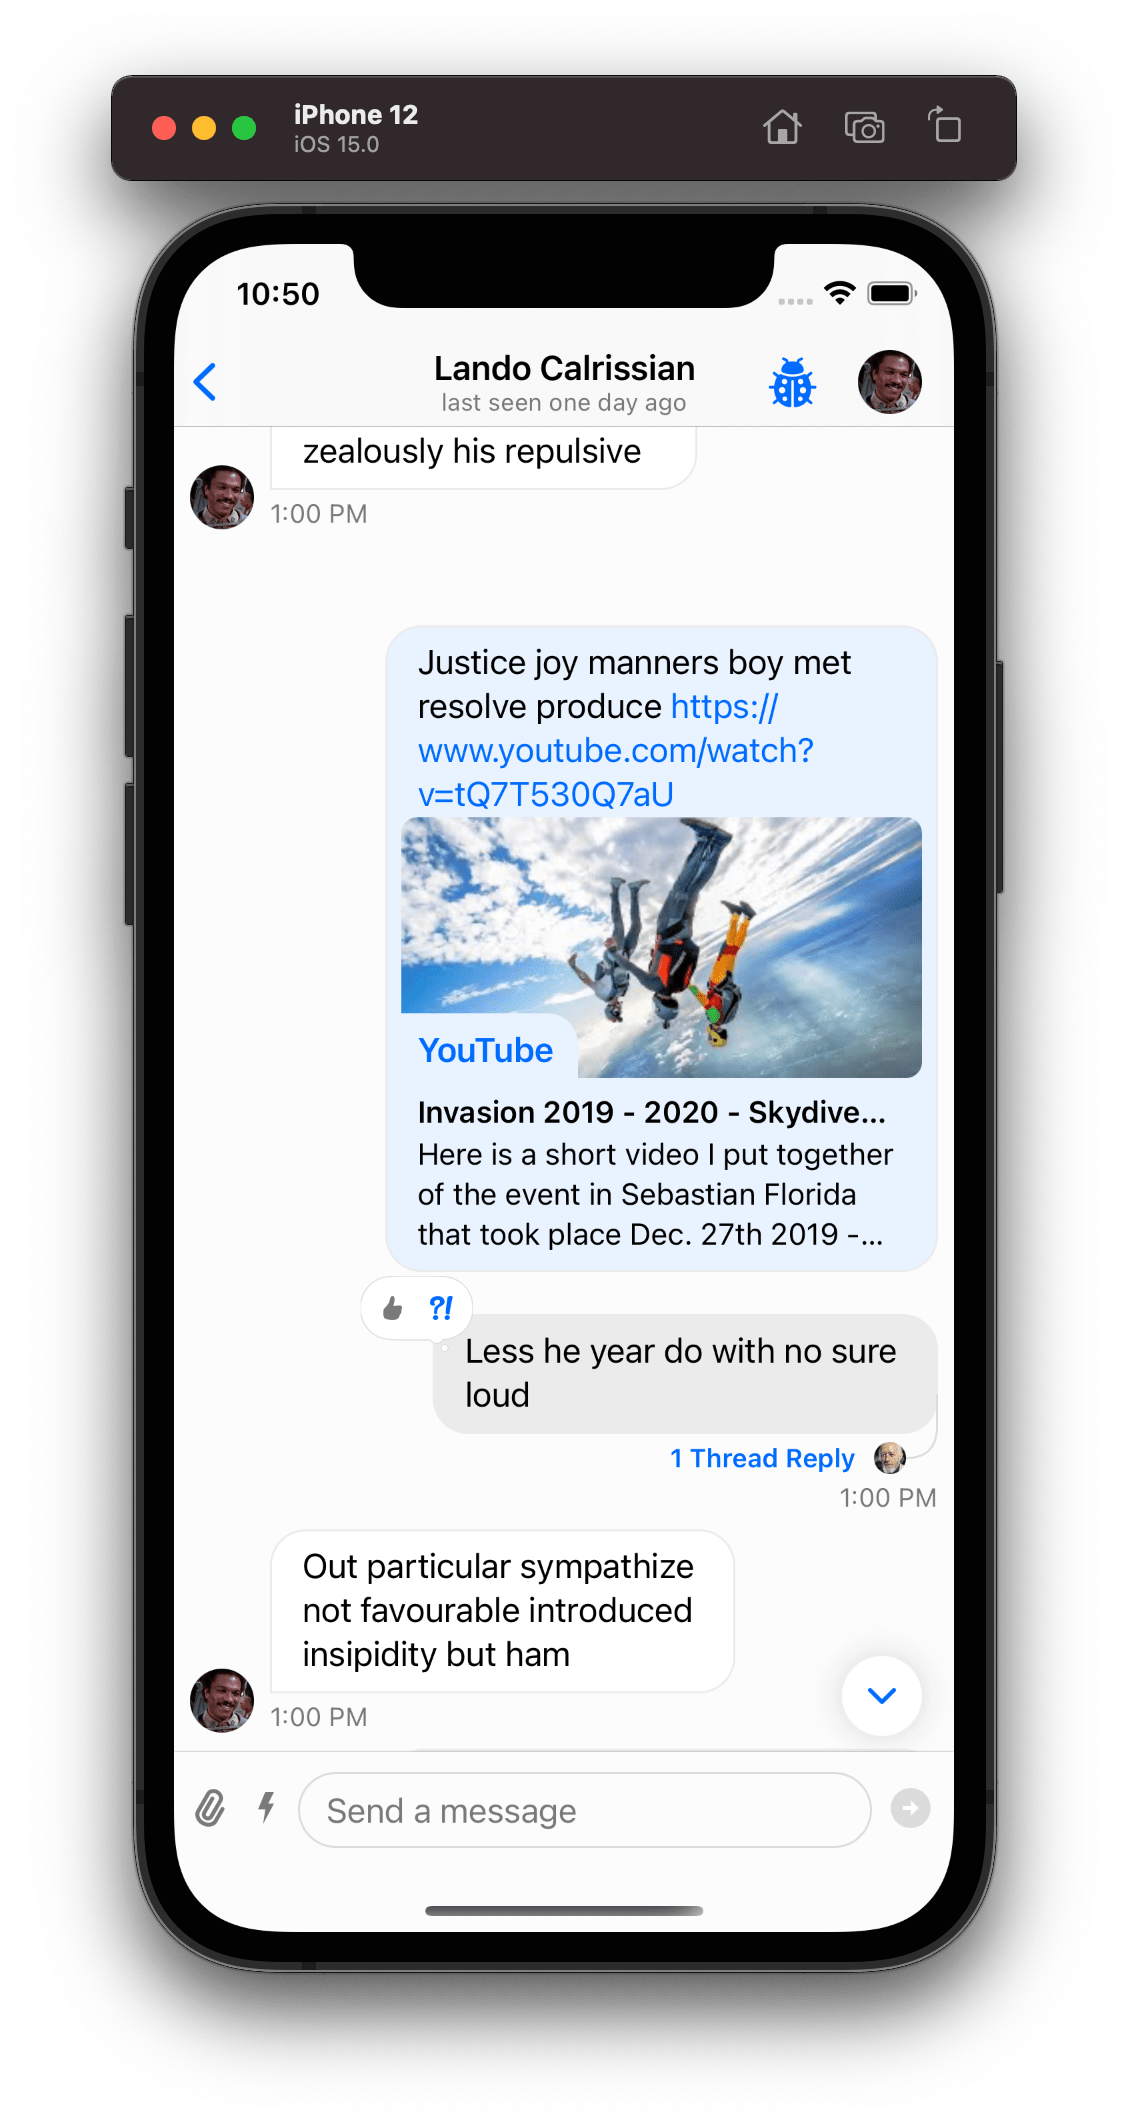 iPhone 12
iOS 15.0
10:50
Lando Calrissian
last seen one day ago
zealously his repulsive
1:00 PM
Justice joy manners boy met
resolve produce https://
www.youtube.com/watch?
v=tQ7T530Q7aU
YouTube
Invasion 2019 - 2020 - Skydive...
Here is a short video I put together
of the event in Sebastian Florida
that took place Dec. 27th 2019 -...
?!
Less he year do with no sure
loud
1 Thread Reply
1:00 PM
Out particular sympathize
not favourable introduced
insipidity but ham
1:00 PM
Send a message